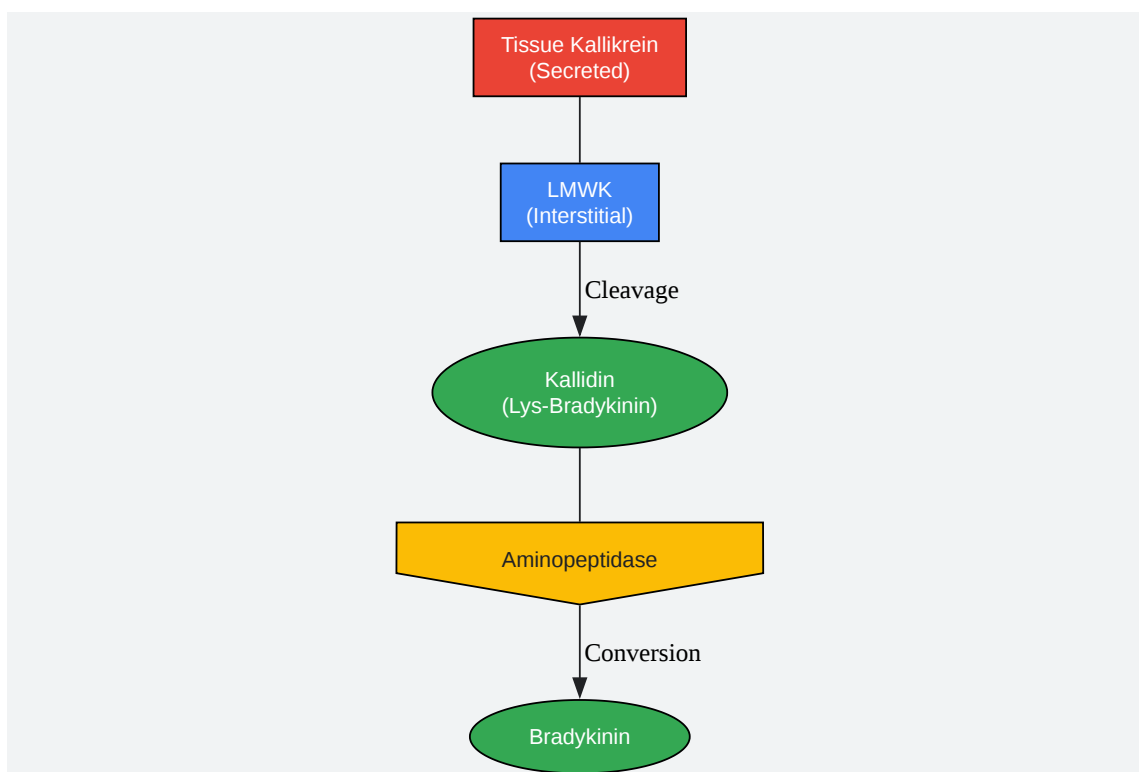 Tissue Kallikrein
(Secreted)
LMWK
(Interstitial)
Cleavage
Kallidin
(Lys-Bradykinin)
Aminopeptidase
Conversion
Bradykinin